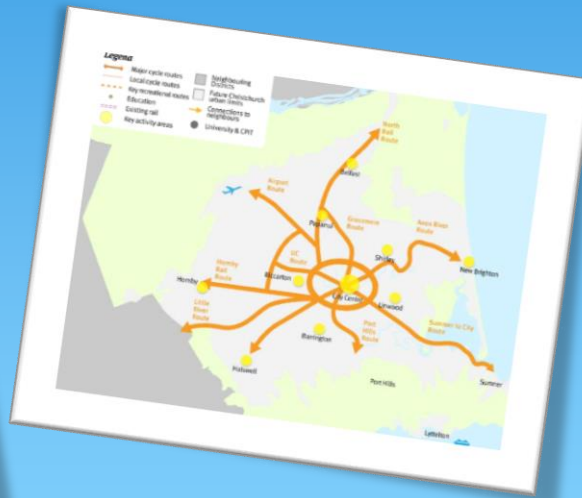 Legend
Major cycle routes
Local cycle routes
Key recreational routes
Education
Existing rail
Key activity areas
Neighbouring
Districts
Future Christchurch
urban limits
Connections to
neighbours
University & CPIT
North
Rail
Route
Belfast
Airport
Route
Papanui
Grassmere
Route
Avon River
Route
Shirley
New Brighton
UC
Route
Hornby
Rail
Route
Hornby
Riccarton
City Centre
Linwood
Little
River
Route
Barrington
Port
Hills
Route
Sumner to City
Route
Halswell
Port Hills
Sumner
Lyttelton